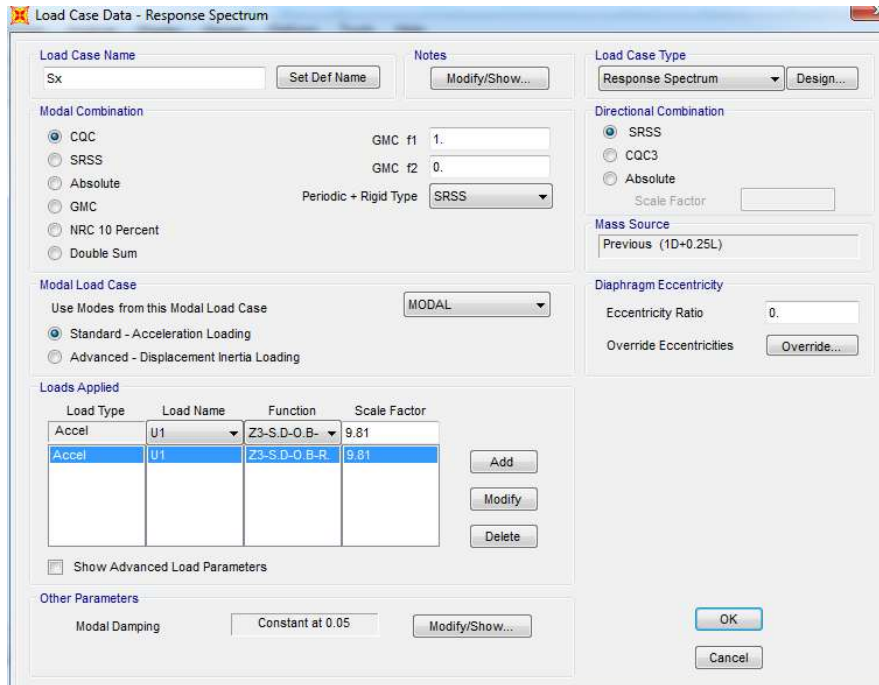 Load Case Data - Response Spectrum
Load Case Name
Sx
Set Def Name
Notes
Modify/Show...
Load Case Type
Response Spectrum
Design...
Modal Combination
CQC
SRSS
Absolute
GMC
NRC 10 Percent
Double Sum
GMC f1 1.
GMC f2 0.
Periodic + Rigid Type SRSS
Directional Combination
SRSS
CQC3
Absolute
Scale Factor
Mass Source
Previous (1D+0.25L)
Modal Load Case
Use Modes from this Modal Load Case MODAL
Standard - Acceleration Loading
Advanced - Displacement Inertia Loading
Diaphragm Eccentricity
Eccentricity Ratio 0.
Override Eccentricities Override...
Loads Applied
Load Type Load Name Function Scale Factor
Accel U1 Z3-S.D-O.B- 9.81
Accel U1 Z3-S.D-O.B-R. 9.81
Add
Modify
Delete
Show Advanced Load Parameters
Other Parameters
Modal Damping Constant at 0.05 Modify/Show...
OK
Cancel